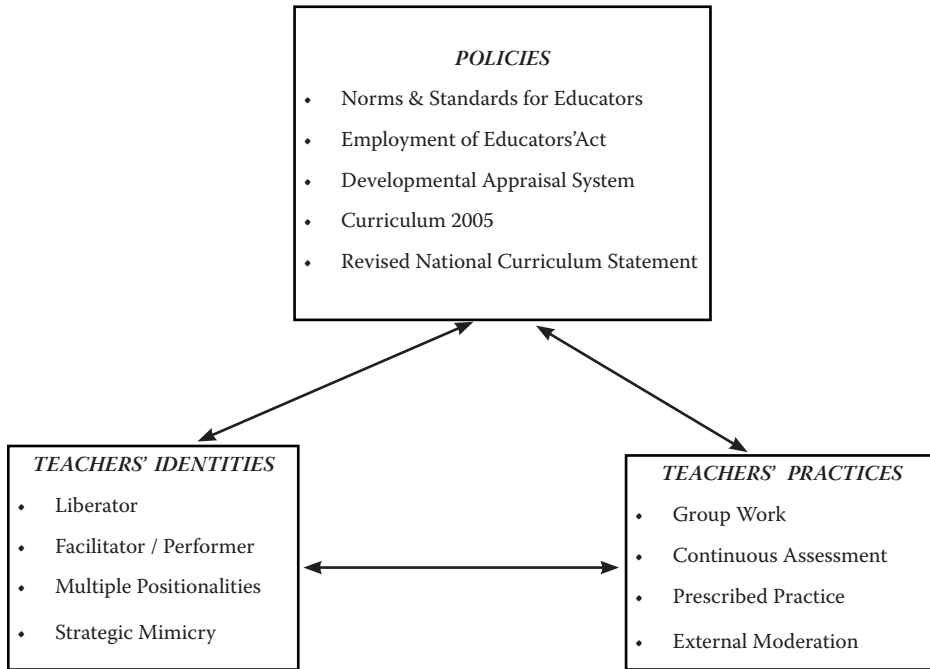 POLICIES
• Norms & Standards for Educators
• Employment of Educators'Act
• Developmental Appraisal System
• Curriculum 2005
• Revised National Curriculum Statement
TEACHERS' IDENTITIES
• Liberator
• Facilitator / Performer
• Multiple Positionalities
• Strategic Mimicry
TEACHERS' PRACTICES
• Group Work
• Continuous Assessment
• Prescribed Practice
• External Moderation